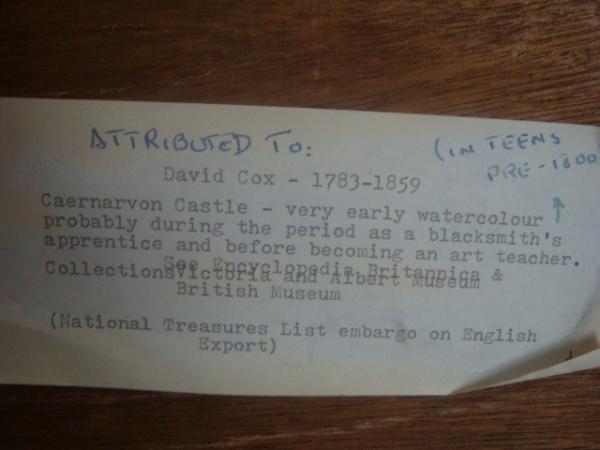 ATTRIBUTED TO:
(IN TEENS
PRE-1800
David Cox - 1783-1859
Caernarvon Castle - very early watercolour
probably during the period as a blacksmith's
apprentice and before becoming an art teacher.
See Encyclopedia Britannica &
Collections Victoria and Albert Museum
British Museum
(National Treasures List embargo on English
Export)